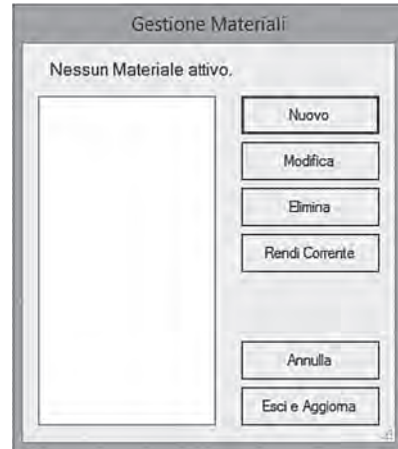 Gestione Materiali
Nessun Materiale attivo.
Nuovo
Modifica
Elimina
Rendi Corrente
Annulla
Esci e Aggiorna